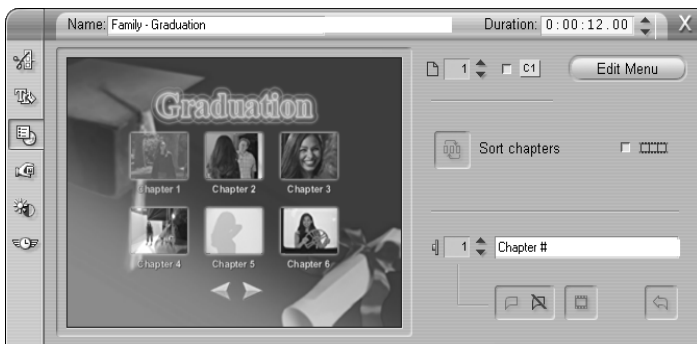 Name: Family - Graduation
Duration: 0:00:12.00
X
Graduation
Chapter 1 Chapter 2 Chapter 3
Chapter 4 Chapter 5 Chapter 6
1
C1
Edit Menu
Sort chapters
1
Chapter #